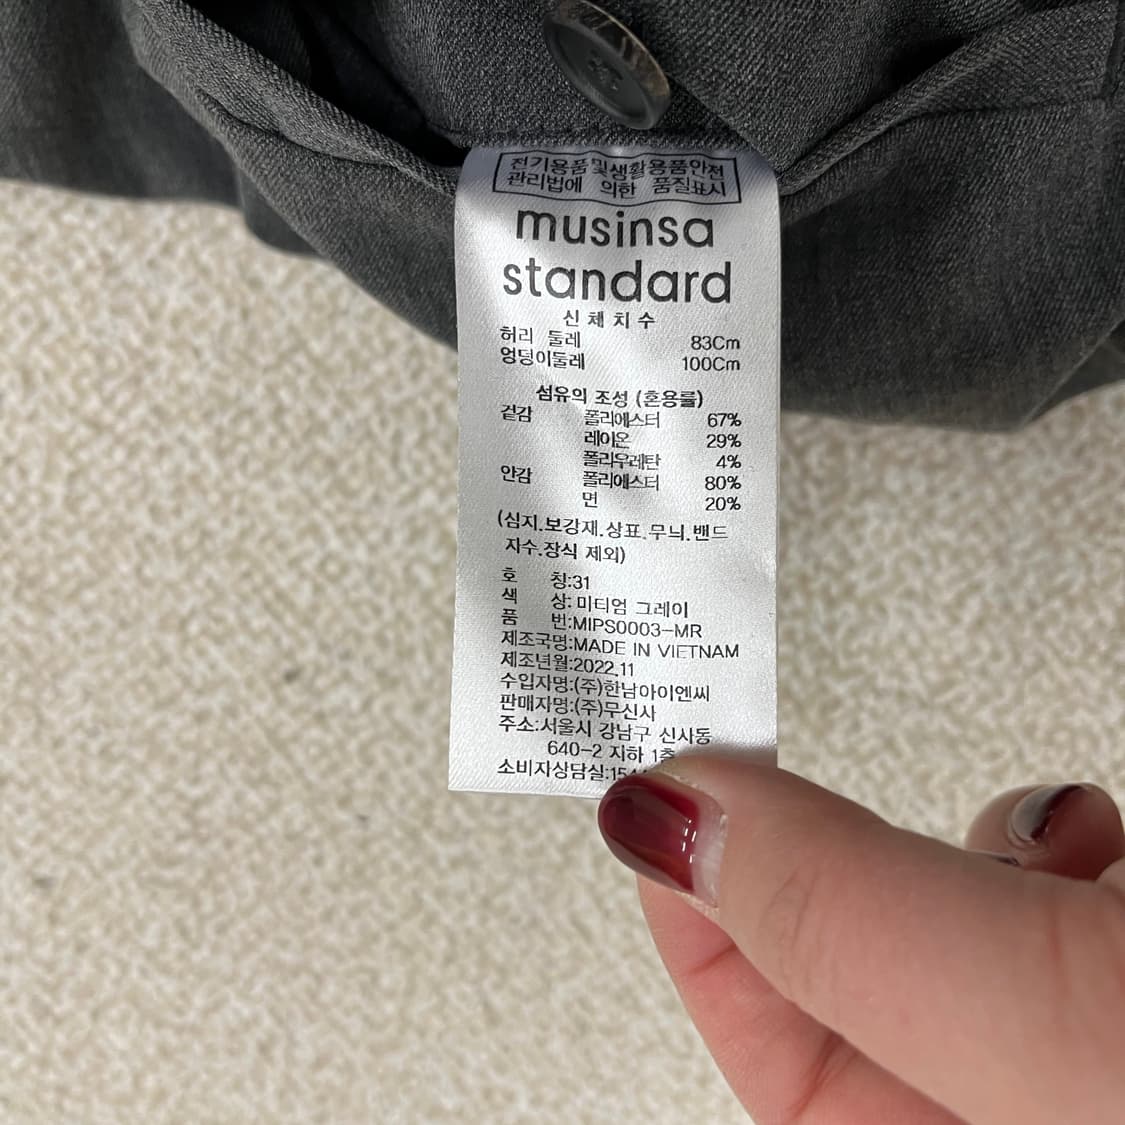 전기용품및생활용품안전
관리법에 의한 품질표시
musinsa
standard
신체치수
허리 둘레 83Cm
엉덩이둘레 100Cm
섬유의 조성 (혼용률)
겉감 폴리에스터 67%
레이온 29%
폴리우레탄 4%
안감 폴리에스터 80%
면 20%
(심지.보강재.상표.무늬.밴드
자수.장식 제외)
호 칭:31
색 상:미티엄 그레이
품 번:MIPS0003-MR
제조국명:MADE IN VIETNAM
제조년월:2022.11
수입자명:(주)한남아이엔씨
판매자명:(주)무신사
주소:서울시 강남구 신사동
640-2 지하 1층
소비자상담실: